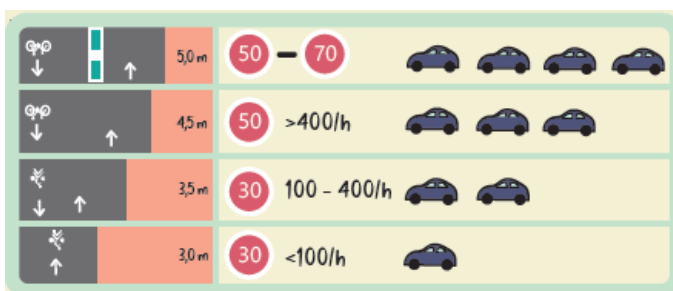 5,0 m 50 – 70
4,5 m 50 >400/h
3,5 m 30 100 - 400/h
3,0 m 30 <100/h